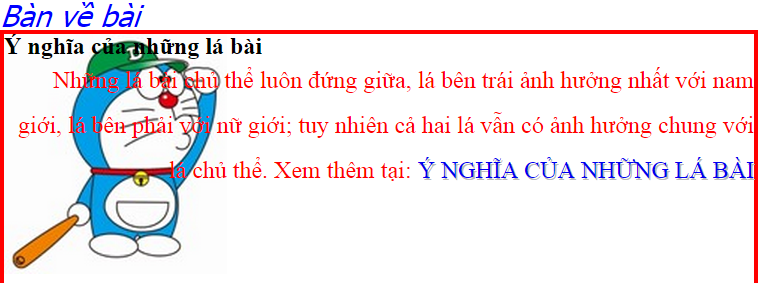 Bàn về bài
Ý nghĩa của những lá bài
Những lá bài chủ thể luôn đứng giữa, lá bên trái ảnh hưởng nhất với nam
giới, lá bên phải với nữ giới; tuy nhiên cả hai lá vẫn có ảnh hưởng chung với
lá chủ thể. Xem thêm tại: Ý NGHĨA CỦA NHỮNG LÁ BÀI